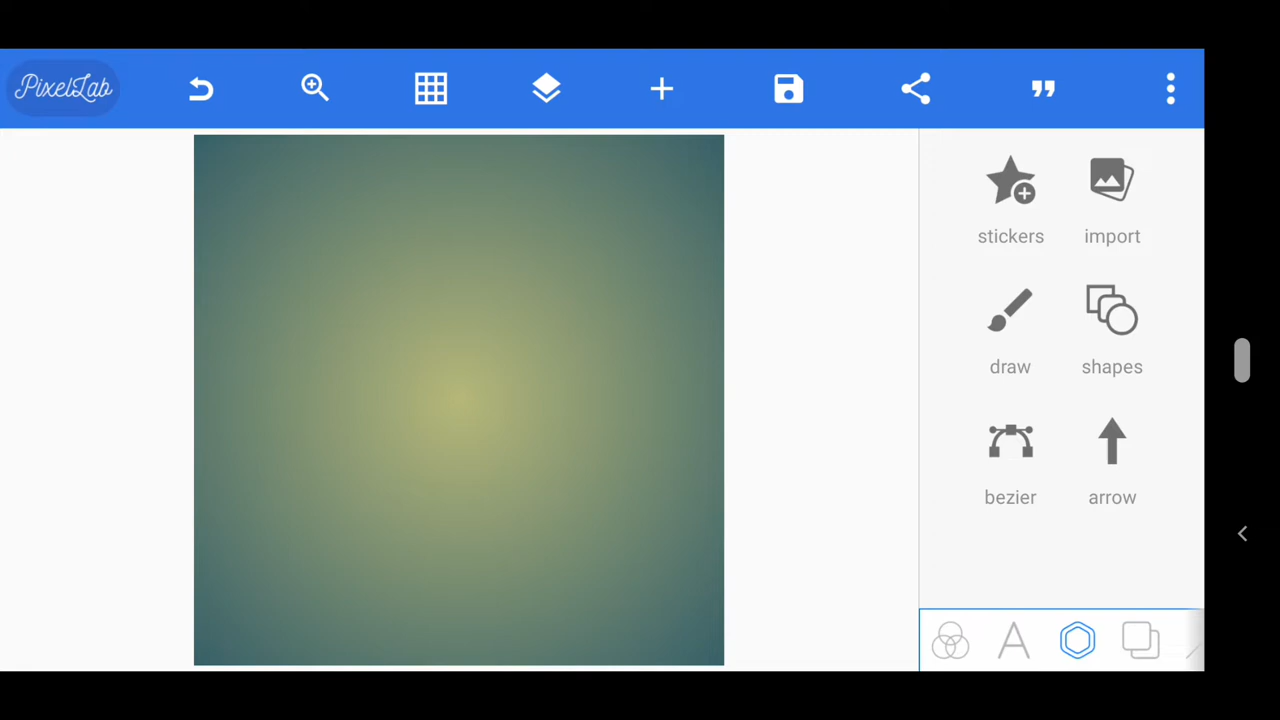 PixelLab
stickers
import
draw
shapes
bezier
arrow